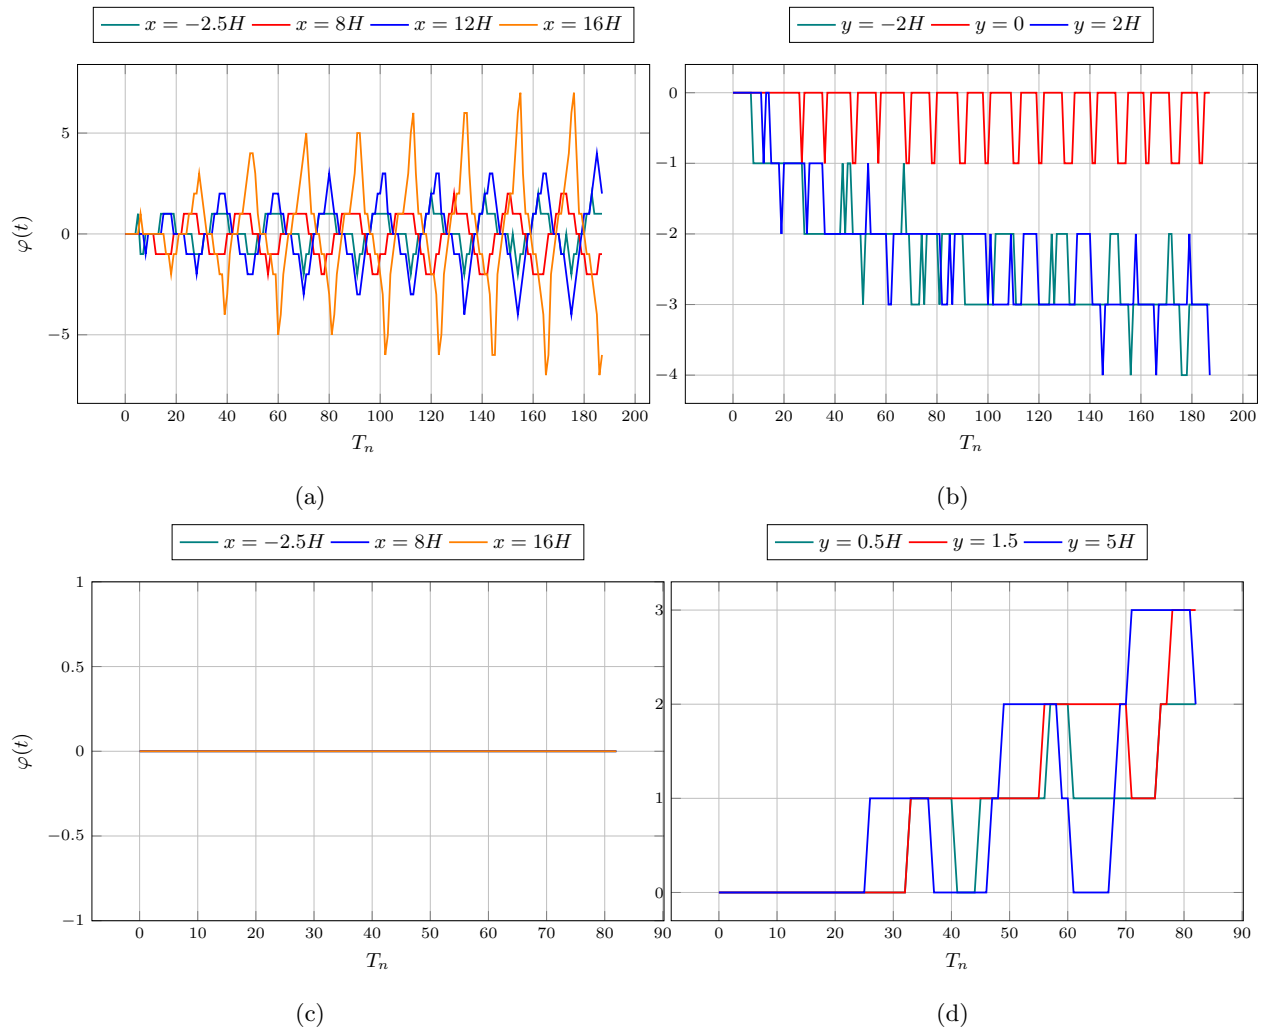 x = −2.5H x = 8H x = 12H x = 16H
φ(t)
5
0
−5
0 20 40 60 80 100 120 140 160 180 200
T_n
(a)
y = −2H y = 0 y = 2H
0
−1
−2
−3
−4
0 20 40 60 80 100 120 140 160 180 200
T_n
(b)
x = −2.5H x = 8H x = 16H
φ(t)
1
0.5
0
−0.5
−1
0 10 20 30 40 50 60 70 80 90
T_n
(c)
y = 0.5H y = 1.5 y = 5H
3
2
1
0
0 10 20 30 40 50 60 70 80 90
T_n
(d)